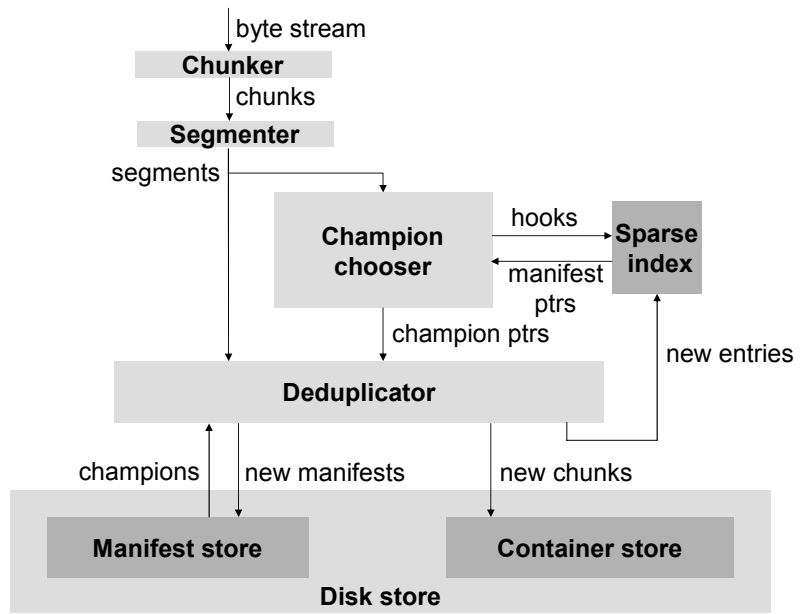 byte stream
Chunker
chunks
Segmenter
segments
Champion
chooser
hooks
Sparse
index
manifest
ptrs
champion ptrs
new entries
Deduplicator
champions
new manifests
new chunks
Manifest store
Container store
Disk store